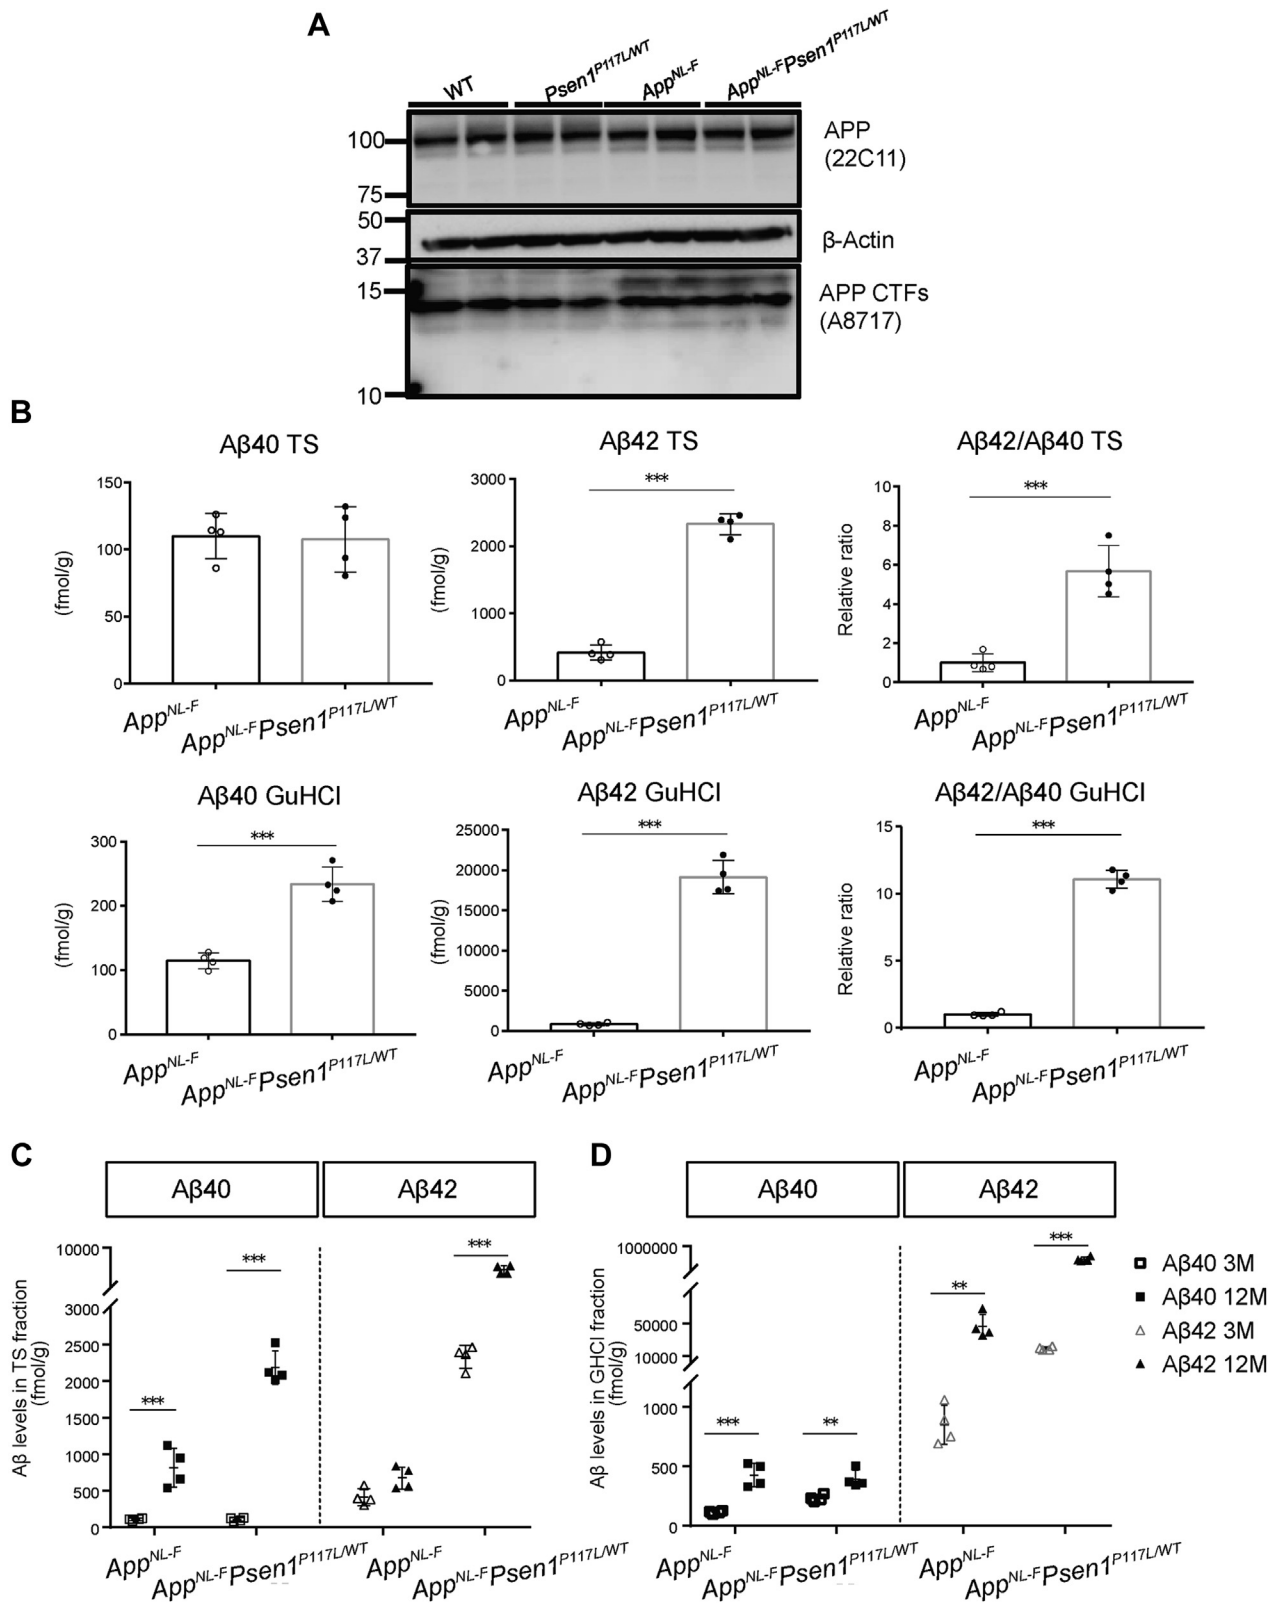 A
WT
Psen1P117L/WT
AppNL-F
AppNL-FPsen1P117L/WT
100
75
APP
(22C11)
50
37
β-Actin
15
10
APP CTFs
(A8717)
B
Aβ40 TS
150
100
50
0
(fmol/g)
AppNL-F
AppNL-FPsen1P117L/WT
Aβ42 TS
***
3000
2000
1000
0
(fmol/g)
AppNL-F
AppNL-FPsen1P117L/WT
Aβ42/Aβ40 TS
***
10
8
6
4
2
0
Relative ratio
AppNL-F
AppNL-FPsen1P117L/WT
Aβ40 GuHCl
***
300
200
100
0
(fmol/g)
AppNL-F
AppNL-FPsen1P117L/WT
Aβ42 GuHCl
***
25000
20000
15000
10000
5000
0
(fmol/g)
AppNL-F
AppNL-FPsen1P117L/WT
Aβ42/Aβ40 GuHCl
***
15
10
5
0
Relative ratio
AppNL-F
AppNL-FPsen1P117L/WT
C
Aβ40
Aβ42
10000
3000
2500
2000
1500
1000
500
0
Aβ levels in TS fraction
(fmol/g)
***
***
***
AppNL-F
AppNL-FPsen1P117L/WT
AppNL-F
AppNL-FPsen1P117L/WT
D
Aβ40
Aβ42
1000000
50000
10000
1000
500
0
Aβ levels in GHCl fraction
(fmol/g)
***
**
**
***
AppNL-F
AppNL-FPsen1P117L/WT
AppNL-F
AppNL-FPsen1P117L/WT
Aβ40 3M
Aβ40 12M
Aβ42 3M
Aβ42 12M